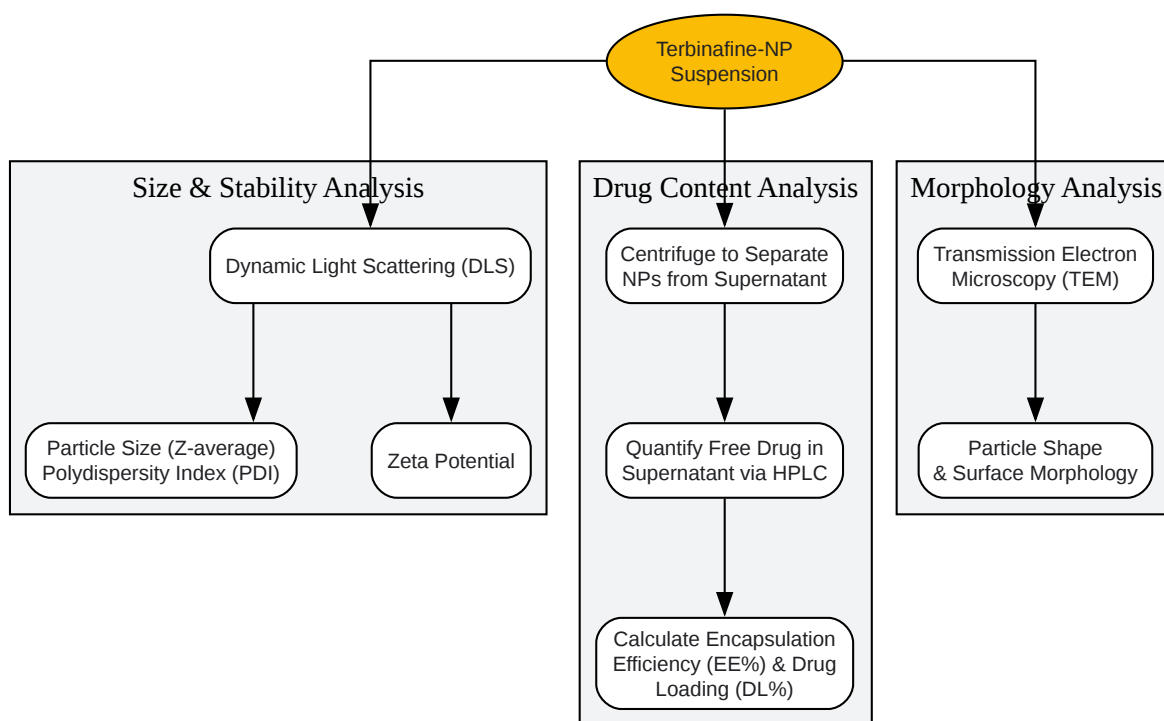 Terbinafine-NP
Suspension
Size & Stability Analysis
Dynamic Light Scattering (DLS)
Particle Size (Z-average)
Polydispersity Index (PDI)
Zeta Potential
Drug Content Analysis
Centrifuge to Separate
NPs from Supernatant
Quantify Free Drug in
Supernatant via HPLC
Calculate Encapsulation
Efficiency (EE%) & Drug
Loading (DL%)
Morphology Analysis
Transmission Electron
Microscopy (TEM)
Particle Shape
& Surface Morphology